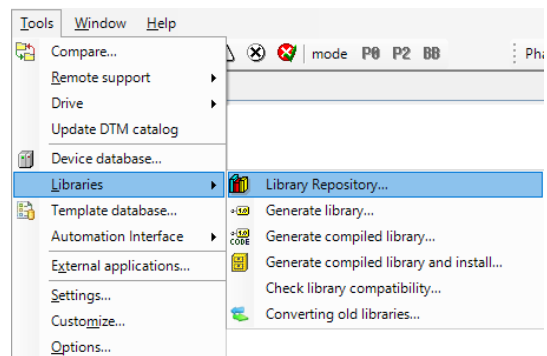 Tools Window Help
Compare...
mode P0 P2 BB
Remote support
Drive
Update DTM catalog
Device database...
Libraries
Library Repository...
Template database...
Generate library...
Automation Interface
Generate compiled library...
External applications...
Generate compiled library and install...
Settings...
Check library compatibility...
Customize...
Converting old libraries...
Options...